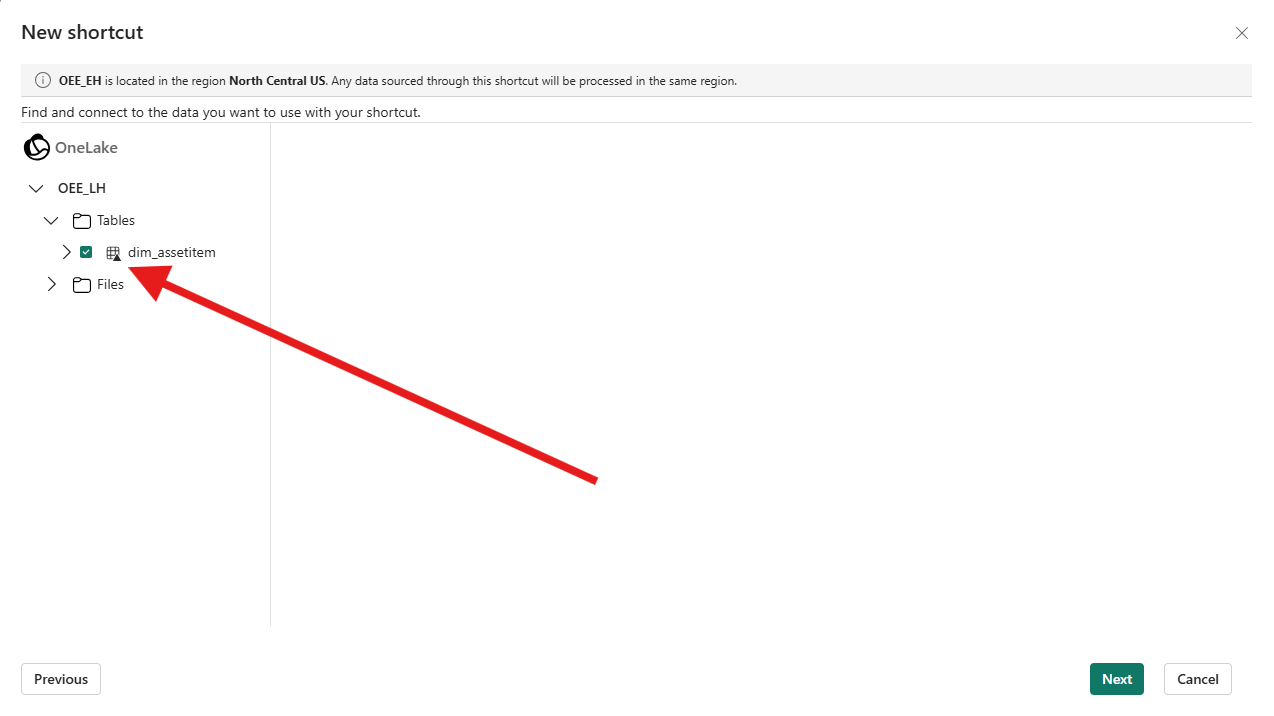 New shortcut
OEE_EH is located in the region North Central US. Any data sourced through this shortcut will be processed in the same region.
Find and connect to the data you want to use with your shortcut.
OneLake
OEE_LH
Tables
dim_assetitem
Files
Previous
Next
Cancel